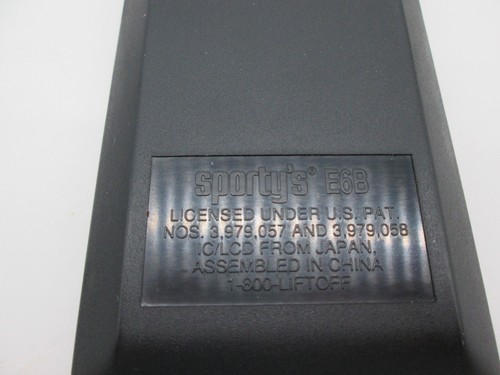 sporty's® E6B
LICENSED UNDER U.S. PAT.
NOS. 3,979,057 AND 3,979,058
.C/LCD FROM JAPAN.
ASSEMBLED IN CHINA
1-800-LIFTOFF